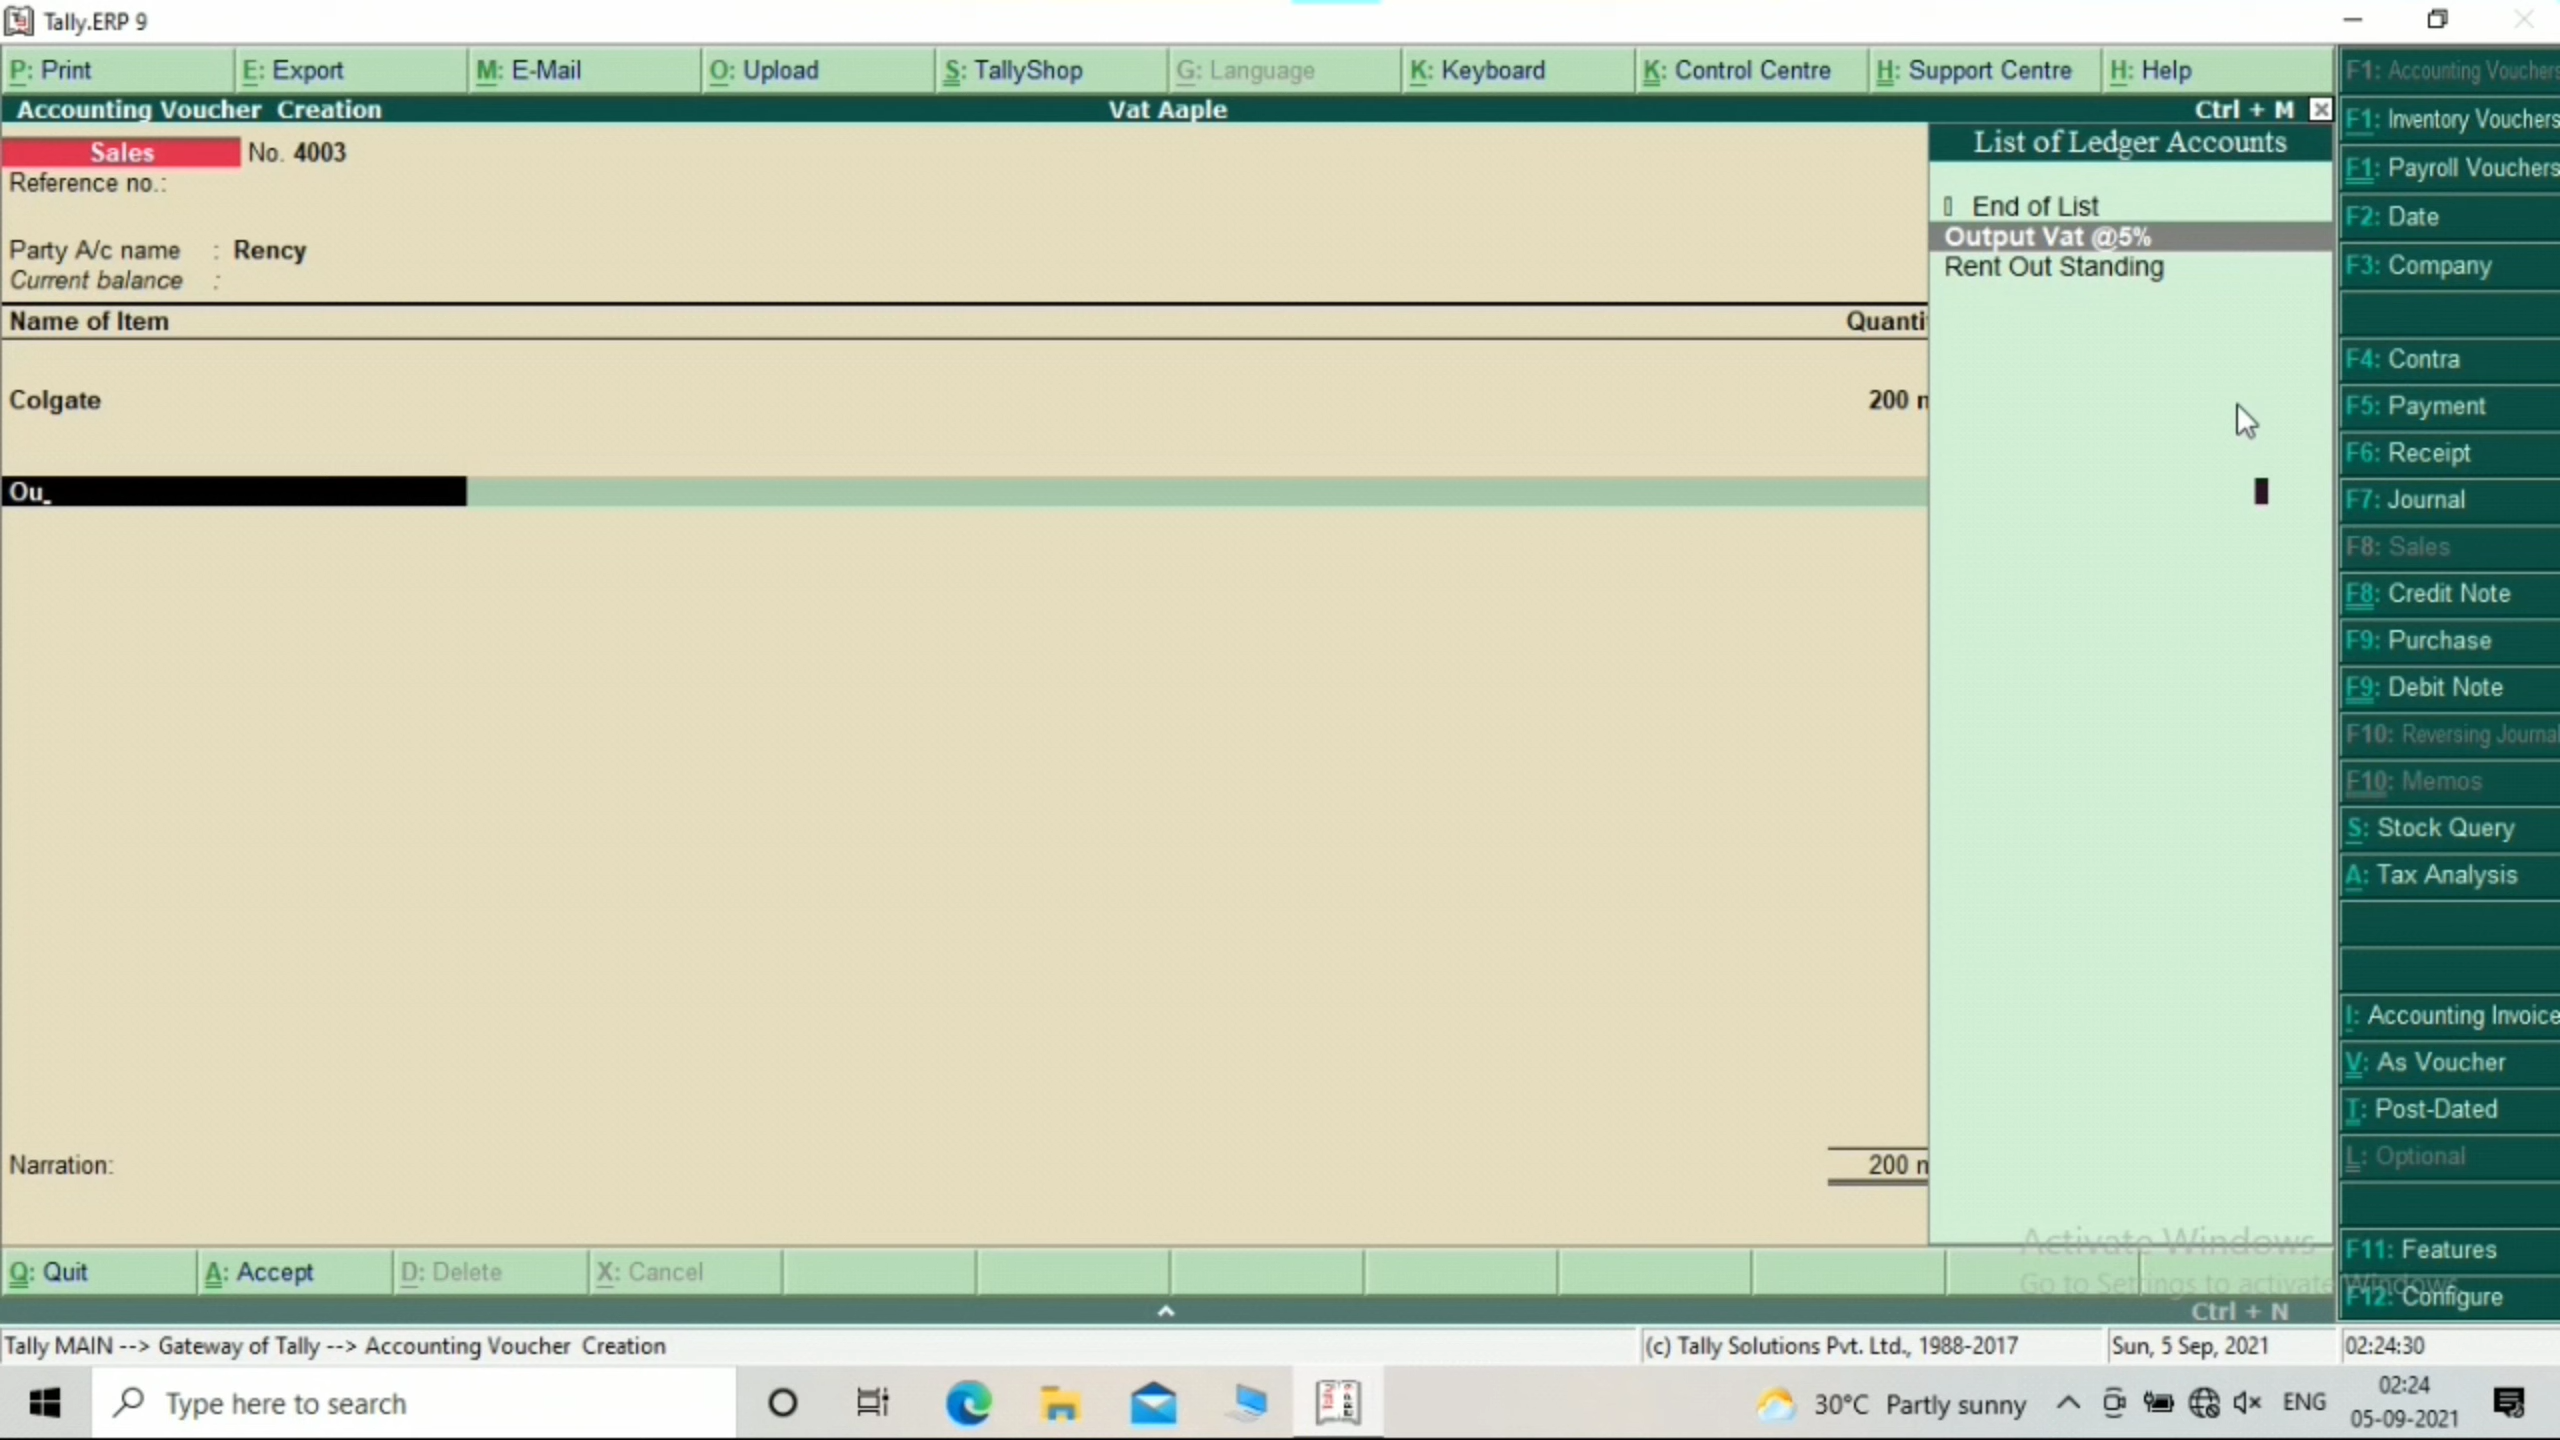 Tally.ERP 9
P: Print E: Export M: E-Mail O: Upload S: TallyShop G: Language K: Keyboard K: Control Centre H: Support Centre H: Help
Accounting Voucher Creation Vat Aaple Ctrl + M
Sales No. 4003
Reference no.:
Party A/c name : Rency
Current balance :
Name of Item Quanti
Colgate 200 n
Ou
Narration: 200 n
List of Ledger Accounts
End of List
Output Vat @5%
Rent Out Standing
F1: Accounting Vouchers
F1: Inventory Vouchers
F1: Payroll Vouchers
F2: Date
F3: Company
F4: Contra
F5: Payment
F6: Receipt
F7: Journal
F8: Sales
F8: Credit Note
F9: Purchase
F9: Debit Note
F10: Reversing Journal
F10: Memos
S: Stock Query
A: Tax Analysis
I: Accounting Invoice
V: As Voucher
T: Post-Dated
L: Optional
F11: Features
F12: Configure
Activate Windows
Go to Settings to activate Windows.
Q: Quit A: Accept D: Delete X: Cancel
Ctrl + N
Tally MAIN --> Gateway of Tally --> Accounting Voucher Creation (c) Tally Solutions Pvt. Ltd., 1988-2017 Sun, 5 Sep, 2021 02:24:30
Type here to search 30°C Partly sunny ENG 02:24
05-09-2021